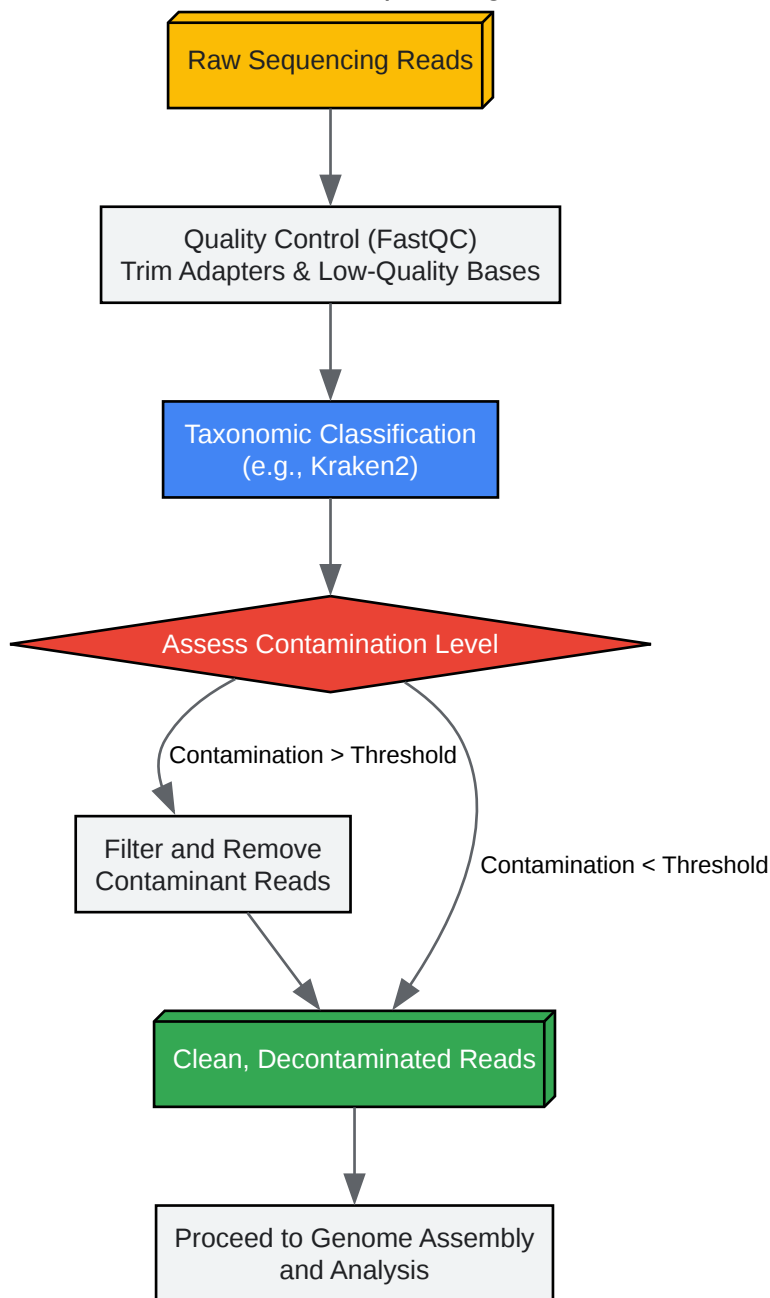 Raw Sequencing Reads
Quality Control (FastQC)
Trim Adapters & Low-Quality Bases
Taxonomic Classification
(e.g., Kraken2)
Assess Contamination Level
Contamination > Threshold
Filter and Remove
Contaminant Reads
Contamination < Threshold
Clean, Decontaminated Reads
Proceed to Genome Assembly
and Analysis